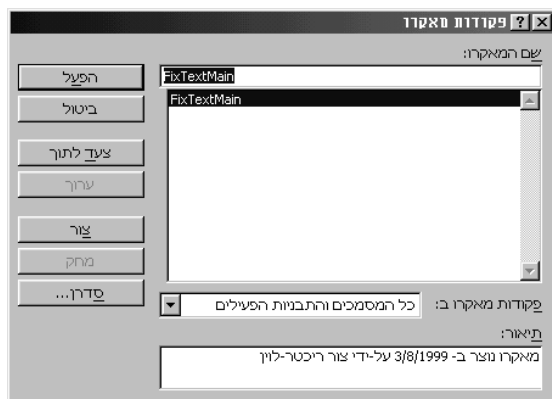 פקודות מאקרו
שם המאקרו:
FixTextMain
FixTextMain
הפעל
ביטול
צעד לתוך
ערוך
צור
מחק
סדרן...
פקודות מאקרו ב: כל המסמכים והתבניות הפעילים
תיאור:
מאקרו נוצר ב- 3/8/1999 על-ידי צור ריכטר-לוין